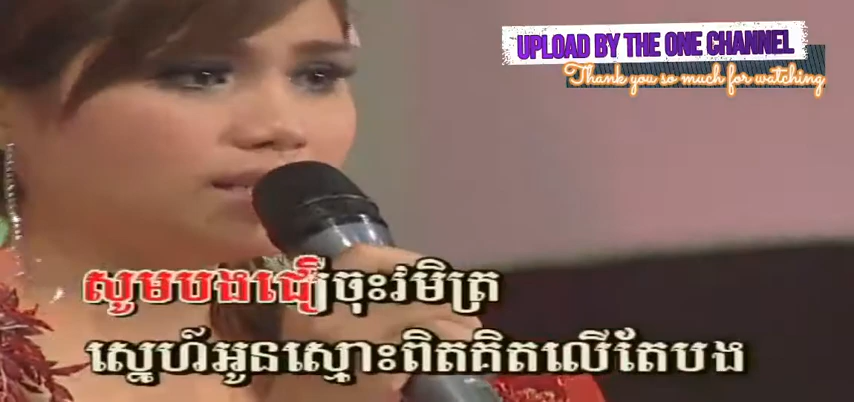 UPLOAD BY THE ONE CHANNEL
Thank you so much for watching
សូមបងជឿចុះវរមិត្រ
ស្នេហ៍អូនស្មោះពិតគិតលើតែបង